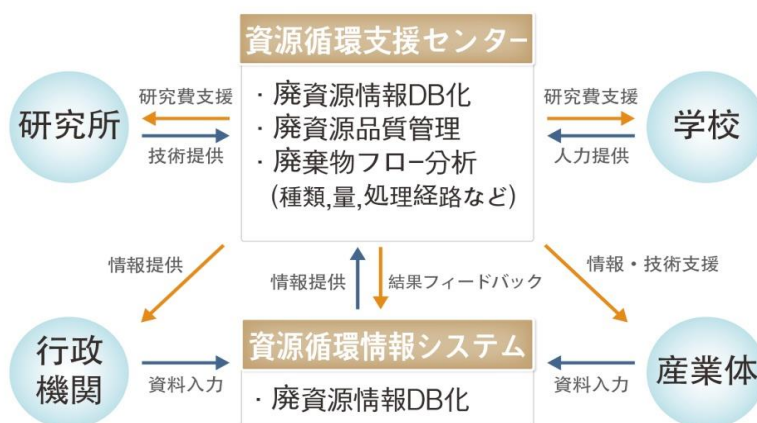 資源循環支援センター
・廃資源情報DB化
・廃資源品質管理
・廃棄物フロー分析
(種類,量,処理経路など)
研究所
研究費支援
技術提供
研究費支援
人力提供
学校
情報提供
情報提供
結果フィードバック
情報・技術支援
行政
機関
資料入力
資源循環情報システム
・廃資源情報DB化
資料入力
産業体